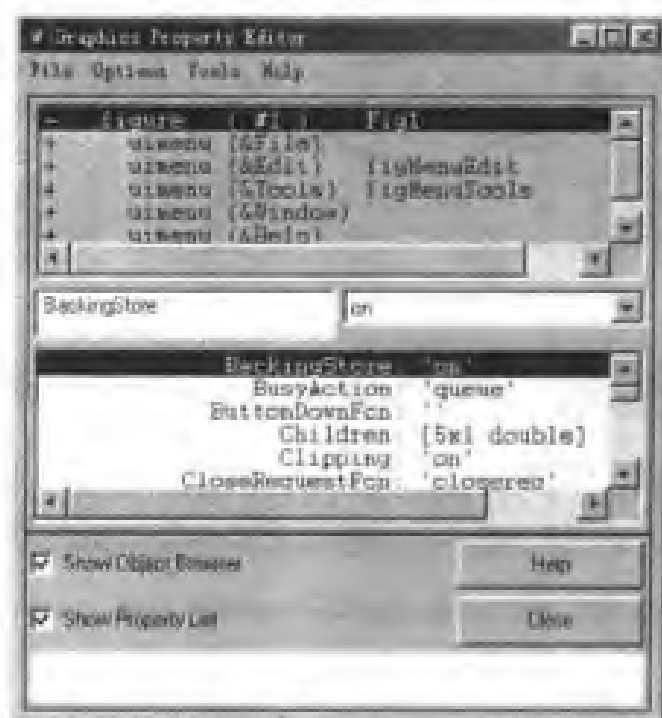 Graphics Property Editor
File Options Tools Help
- figure ( #1 ) Fig1
+ uimenu (&File)
+ uimenu (&Edit) figMenuEdit
+ uimenu (&Tools) figMenuTools
+ uimenu (&Window)
+ uimenu (&Help)
BackingStore on
BackingStore: 'on'
BusyAction: 'queue'
ButtonDownFcn: ''
Children: [5x1 double]
Clipping: 'on'
CloseRequestFcn: 'closereq'
Show Object Browser Help
Show Property List Close